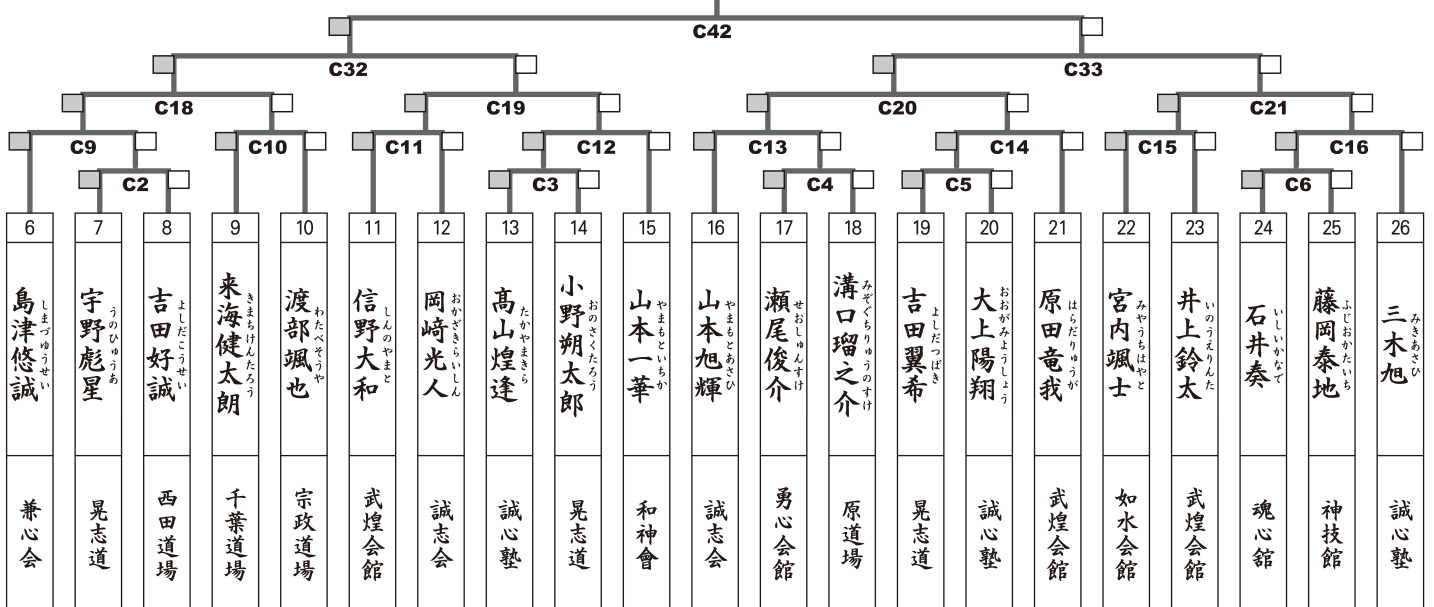 C42
C32
C33
C18
C19
C20
C21
C9
C10
C11
C12
C13
C14
C15
C16
C2
C3
C4
C5
C6
6
島津悠誠
しまづゆうせい
兼心会
7
宇野彪星
うのひゅうあ
晃志道
8
吉田好誠
よしだこうせい
西田道場
9
来海健太朗
きまちけんたろう
千葉道場
10
渡部颯也
わたべそうや
宗政道場
11
信野大和
しんのやまと
武煌会館
12
岡﨑光人
おかざきらいしん
誠志会
13
髙山煌逢
たかやまきら
誠心塾
14
小野朔太郎
おのさくたろう
晃志道
15
山本一華
やまもといちか
和神會
16
山本旭輝
やまもとあさひ
誠志会
17
瀬尾俊介
せおしゅんすけ
勇心会館
18
溝口瑠之介
みぞぐちりゅうのすけ
原道場
19
吉田翼希
よしだつばき
晃志道
20
大上陽翔
おおがみようしょう
誠心塾
21
原田竜我
はらだりゅうが
武煌会館
22
宮内颯士
みやうちはやと
如水会館
23
井上鈴太
いのうえりんた
武煌会館
24
石井奏
いしいかなで
魂心舘
25
藤岡泰地
ふじおかたいち
神技館
26
三木旭
みきあさひ
誠心塾